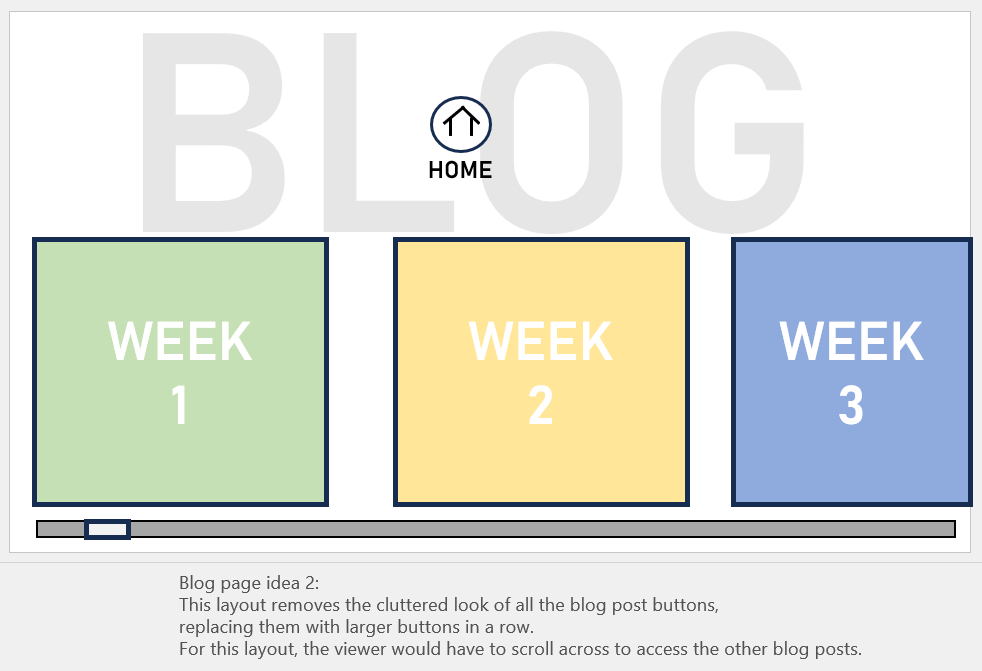 BLOG
HOME
WEEK
1
WEEK
2
WEEK
3
Blog page idea 2:
This layout removes the cluttered look of all the blog post buttons,
replacing them with larger buttons in a row.
For this layout, the viewer would have to scroll across to access the other blog posts.